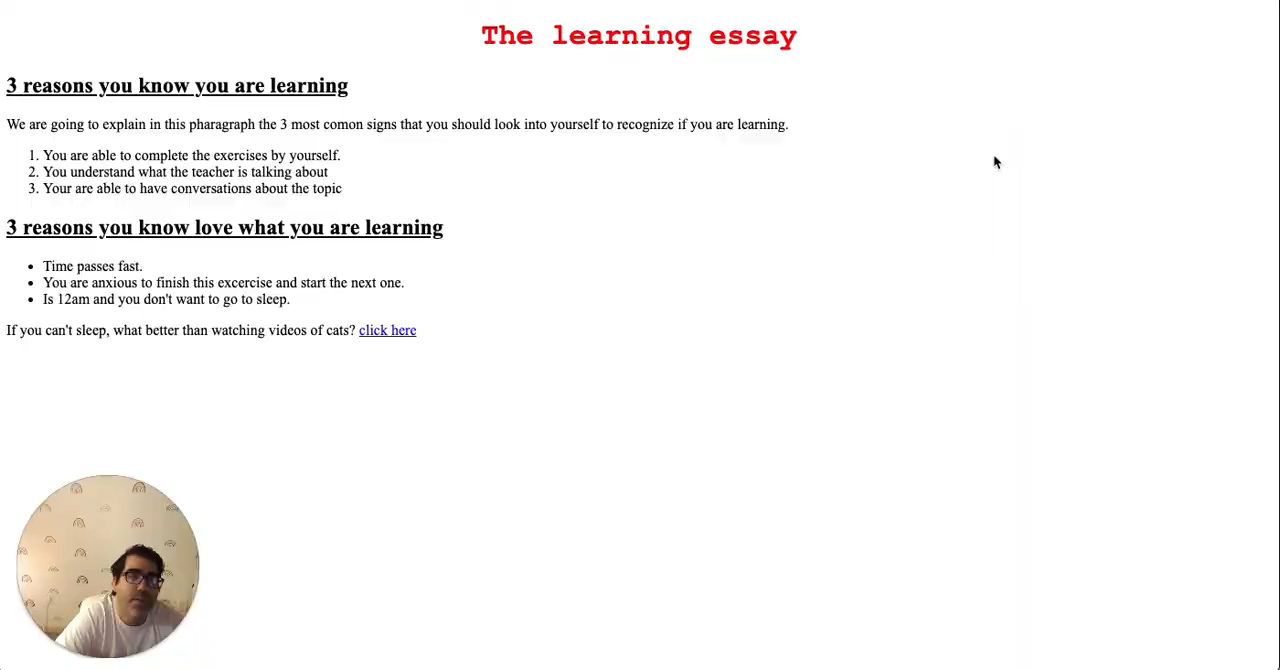 The learning essay
3 reasons you know you are learning
We are going to explain in this pharagraph the 3 most comon signs that you should look into yourself to recognize if you are learning.
1. You are able to complete the exercises by yourself.
2. You understand what the teacher is talking about
3. Your are able to have conversations about the topic
3 reasons you know love what you are learning
• Time passes fast.
• You are anxious to finish this excercise and start the next one.
• Is 12am and you don't want to go to sleep.
If you can't sleep, what better than watching videos of cats? click here